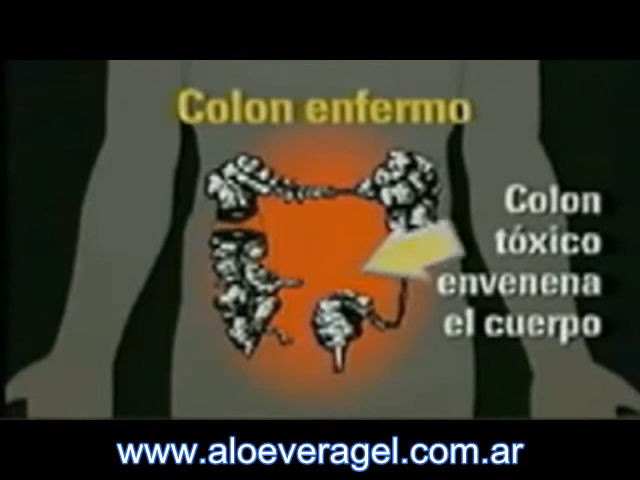 Colon enfermo
Colon
tóxico
envenena
el cuerpo
www.aloeveragel.com.ar